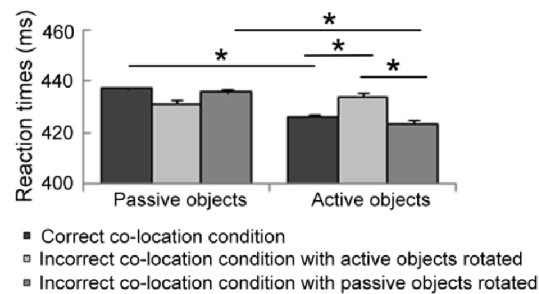 Reaction times (ms)
460
440
420
400
*
*
*
*
Passive objects
Active objects
Correct co-location condition
Incorrect co-location condition with active objects rotated
Incorrect co-location condition with passive objects rotated